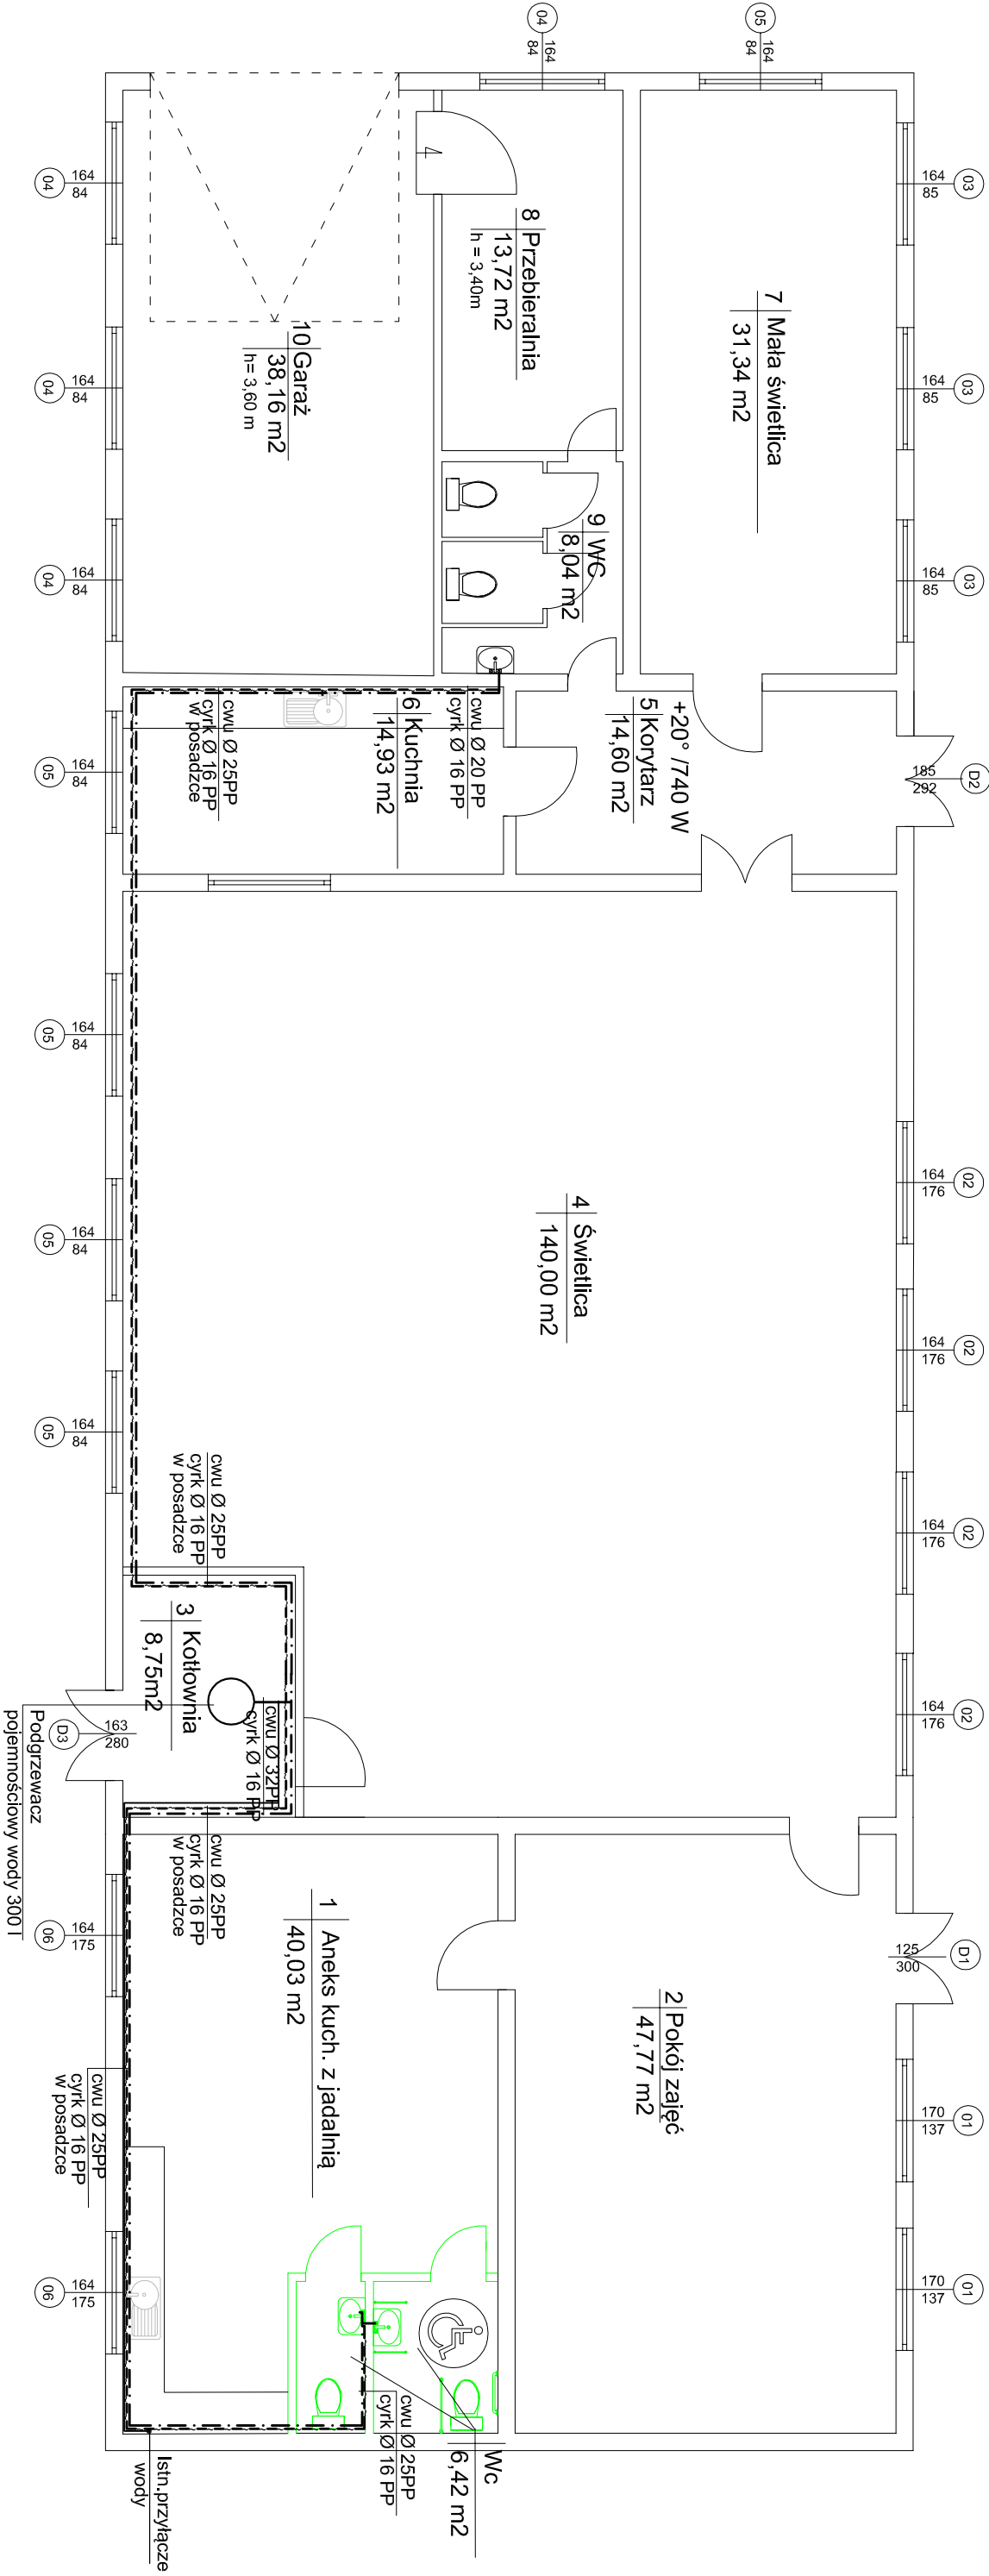 04
164
84
05
164
84
03
164
85
03
164
85
03
164
85
D2
185
292
02
164
176
02
164
176
02
164
176
02
164
176
D1
125
300
01
170
137
01
170
137
7 Mała świetlica
31,34 m2
8 Przebieralnia
13,72 m2
h = 3,40m
10 Garaż
38,16 m2
h= 3,60 m
9 WC
8,04 m2
+20° /740 W
5 Korytarz
14,60 m2
6 Kuchnia
14,93 m2
cwu Ø 20 PP
cyrk Ø 16 PP
cwu Ø 25PP
cyrk Ø 16 PP
w posadzce
4 Świetlica
140,00 m2
cwu Ø 25PP
cyrk Ø 16 PP
w posadzce
3 Kotłownia
8,75m2
cwu Ø 32PP
cyrk Ø 16 PP
cwu Ø 25PP
cyrk Ø 16 PP
w posadzce
2 Pokój zajęć
47,77 m2
1 Aneks kuch. z jadalnią
40,03 m2
cwu Ø 25PP
cyrk Ø 16 PP
w posadzce
Wc
6,42 m2
cwu Ø 25PP
cyrk Ø 16 PP
Istn.przyłącze
wody
Podgrzewacz
pojemnościowy wody 300 l
04
164
84
04
164
84
04
164
84
05
164
84
05
164
84
05
164
84
05
164
84
D3
163
280
06
164
175
06
164
175